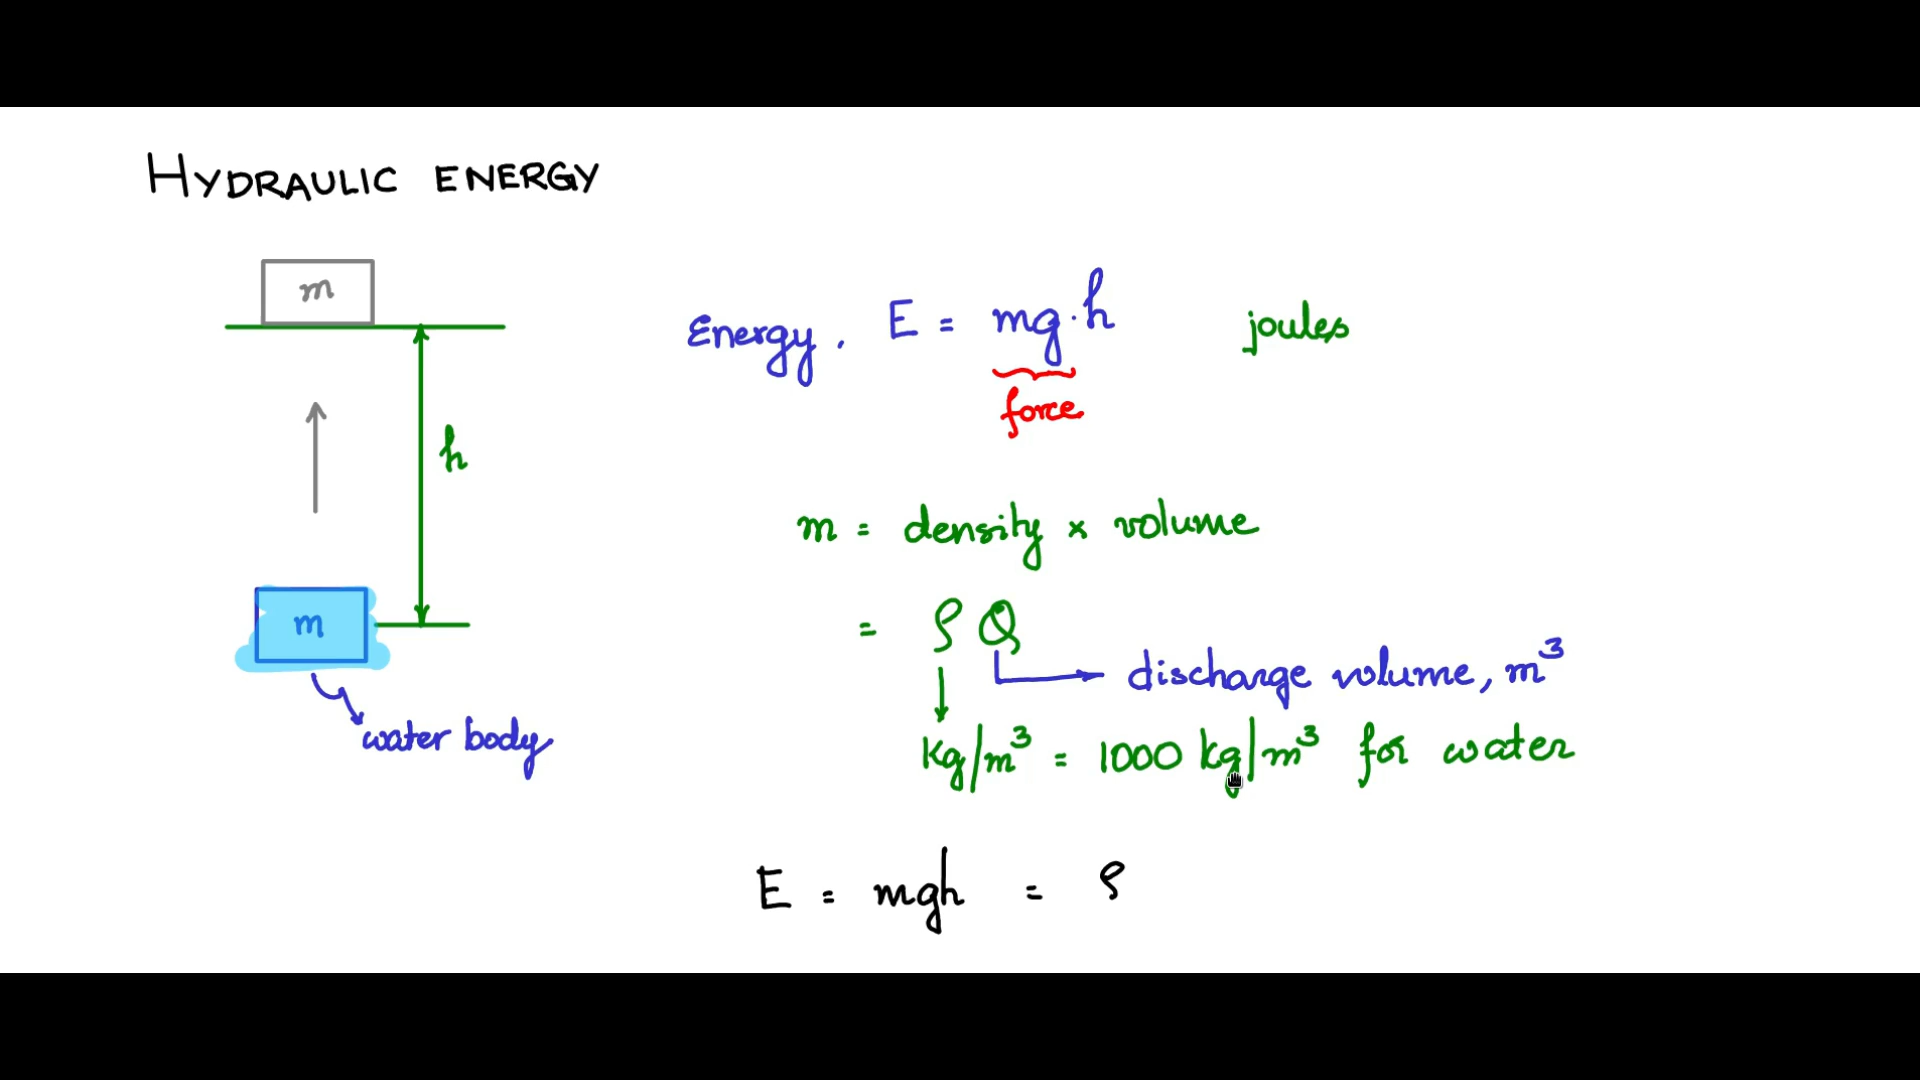 HYDRAULIC ENERGY
m
Energy, E = mg.h joules
force
h
m = density x volume
m
= ρQ
discharge volume, m³
water body
kg/m³ = 1000 kg/m³ for water
E = mgh = ρ